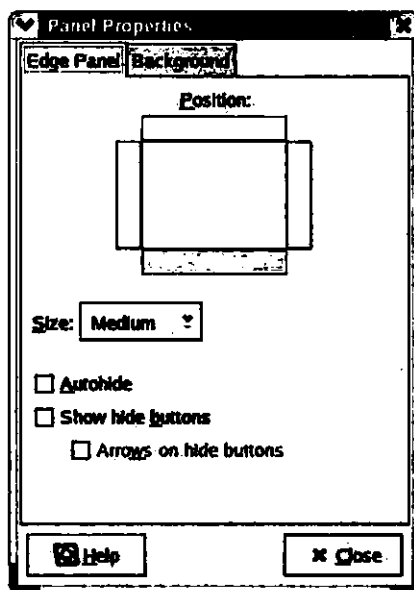 Panel Properties
Edge Panel Background
Position:
Size: Medium
Autohide
Show hide buttons
Arrows on hide buttons
Help Close